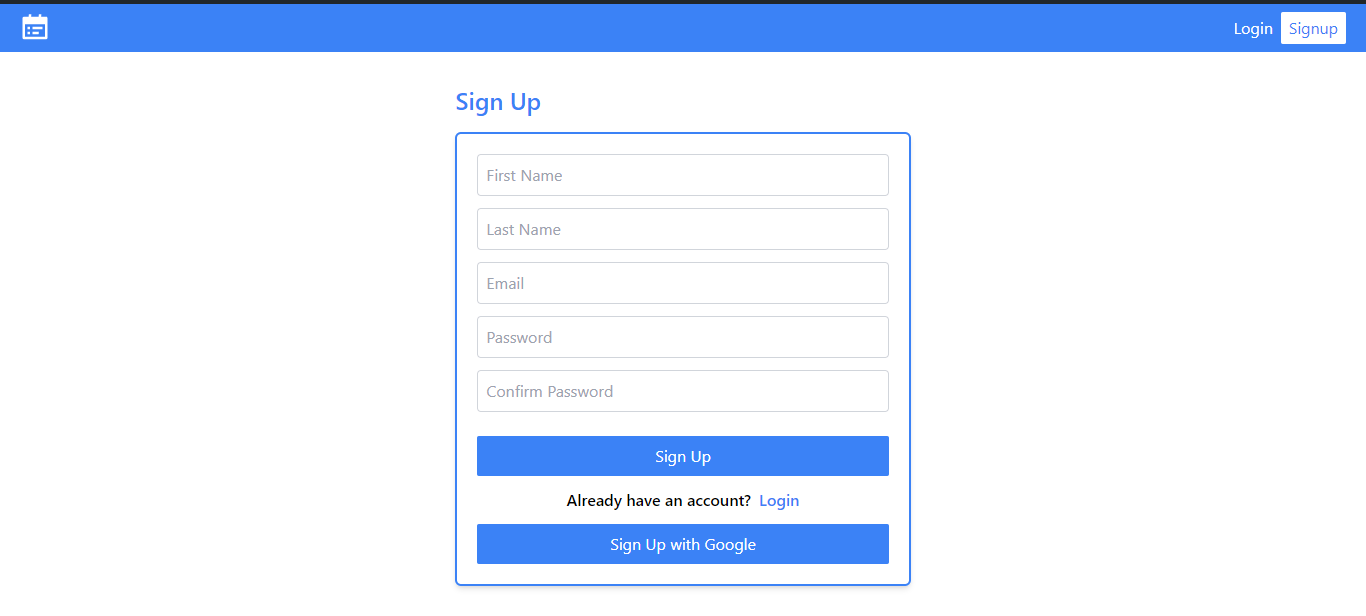 Login Signup
Sign Up
First Name
Last Name
Email
Password
Confirm Password
Sign Up
Already have an account? Login
Sign Up with Google